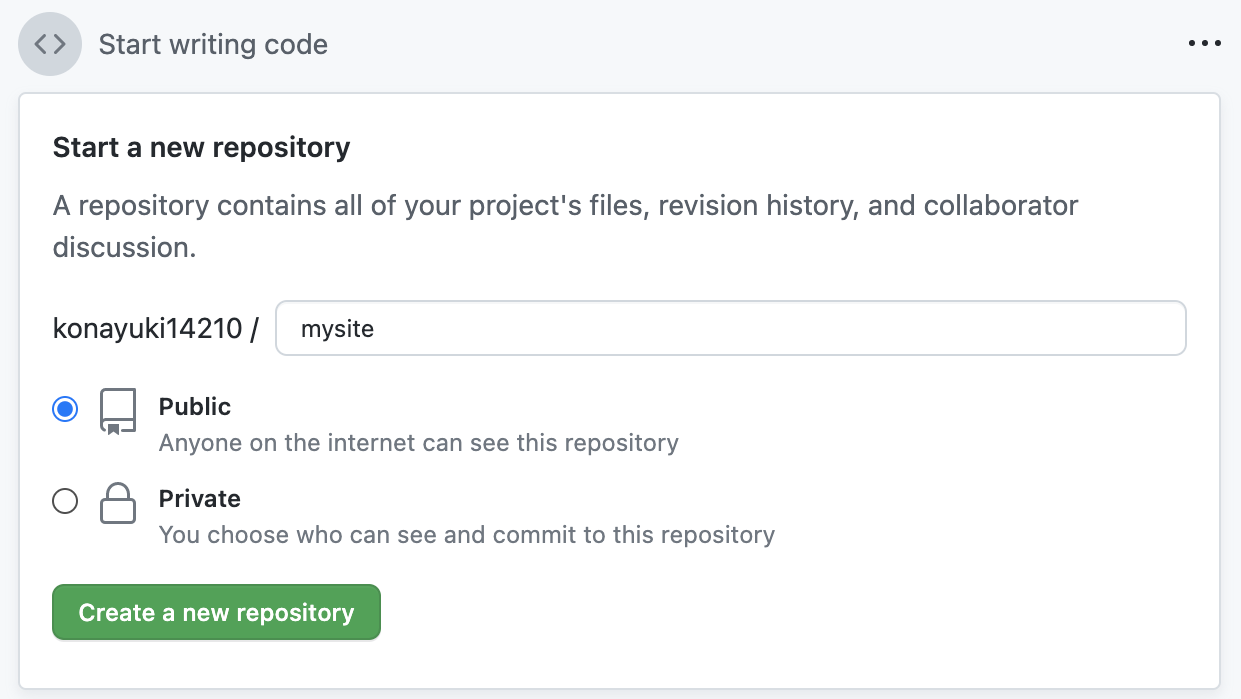 Start writing code
Start a new repository
A repository contains all of your project's files, revision history, and collaborator
discussion.
konayuki14210 / mysite
Public
Anyone on the internet can see this repository
Private
You choose who can see and commit to this repository
Create a new repository